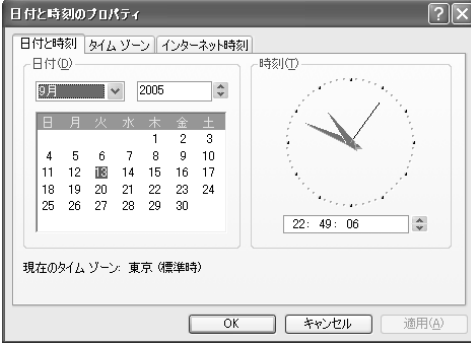 日付と時刻のプロパティ
日付と時刻 タイム ゾーン インターネット時刻
日付(D)
9月 2005
日 月 火 水 木 金 土
1 2 3
4 5 6 7 8 9 10
11 12 13 14 15 16 17
18 19 20 21 22 23 24
25 26 27 28 29 30
時刻(T)
22: 49: 06
現在のタイム ゾーン: 東京 (標準時)
OK キャンセル 適用(A)